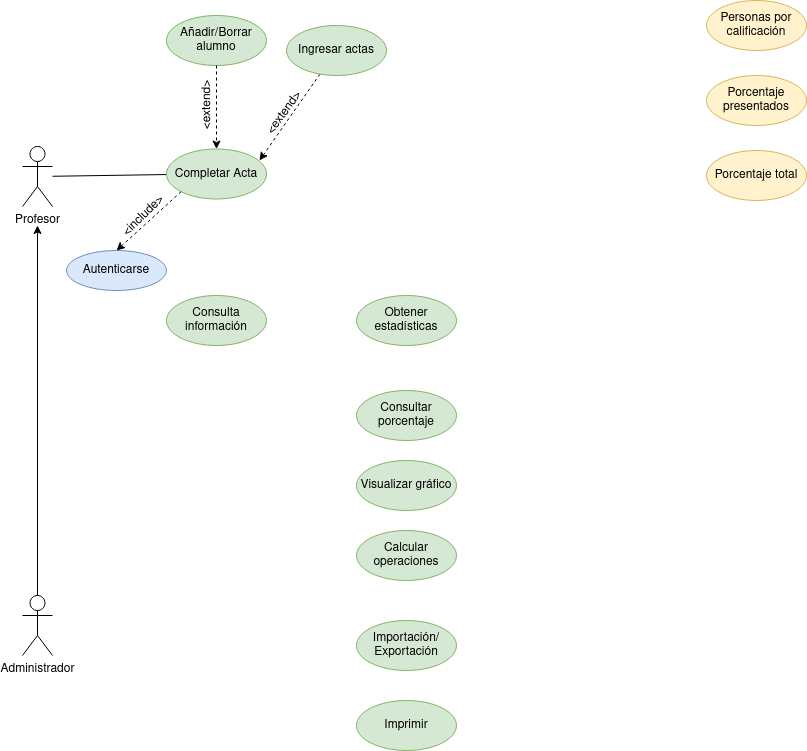 Añadir/Borrar
alumno
Ingresar actas
Personas por
calificación
<extend>
<extend>
Porcentaje
presentados
Completar Acta
Porcentaje total
Profesor
<include>
Autenticarse
Consulta
información
Obtener
estadísticas
Consultar
porcentaje
Visualizar gráfico
Calcular
operaciones
Importación/
Exportación
Administrador
Imprimir